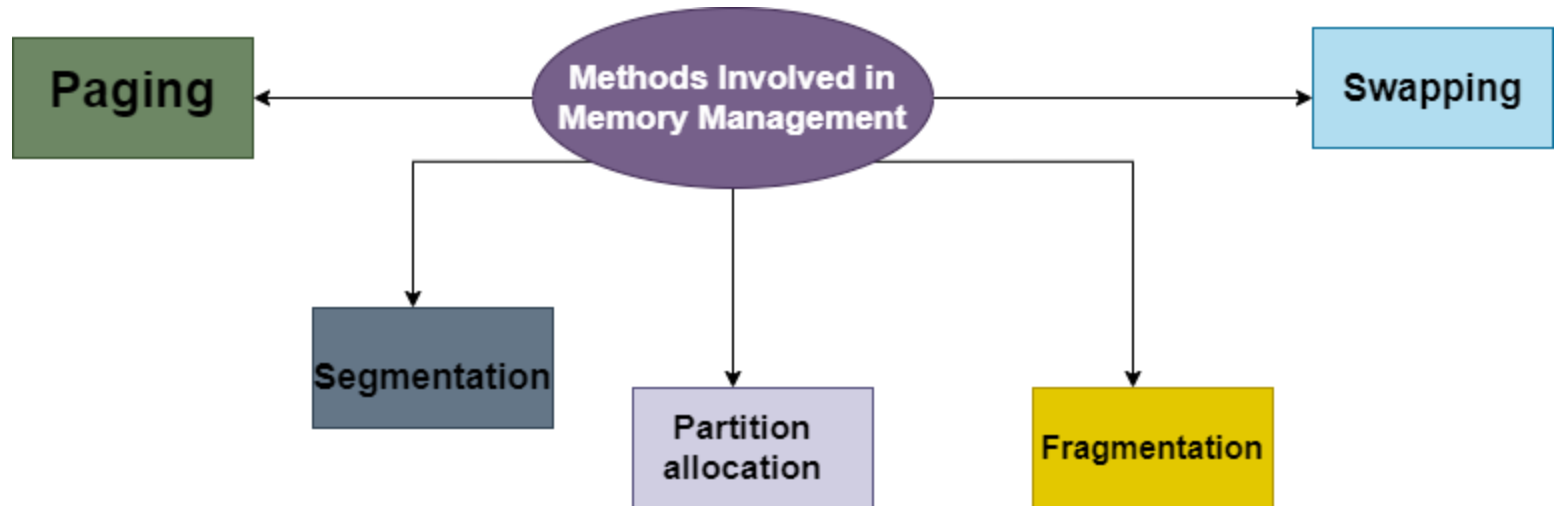 Methods Involved in
Memory Management
Paging
Swapping
Segmentation
Partition
allocation
Fragmentation